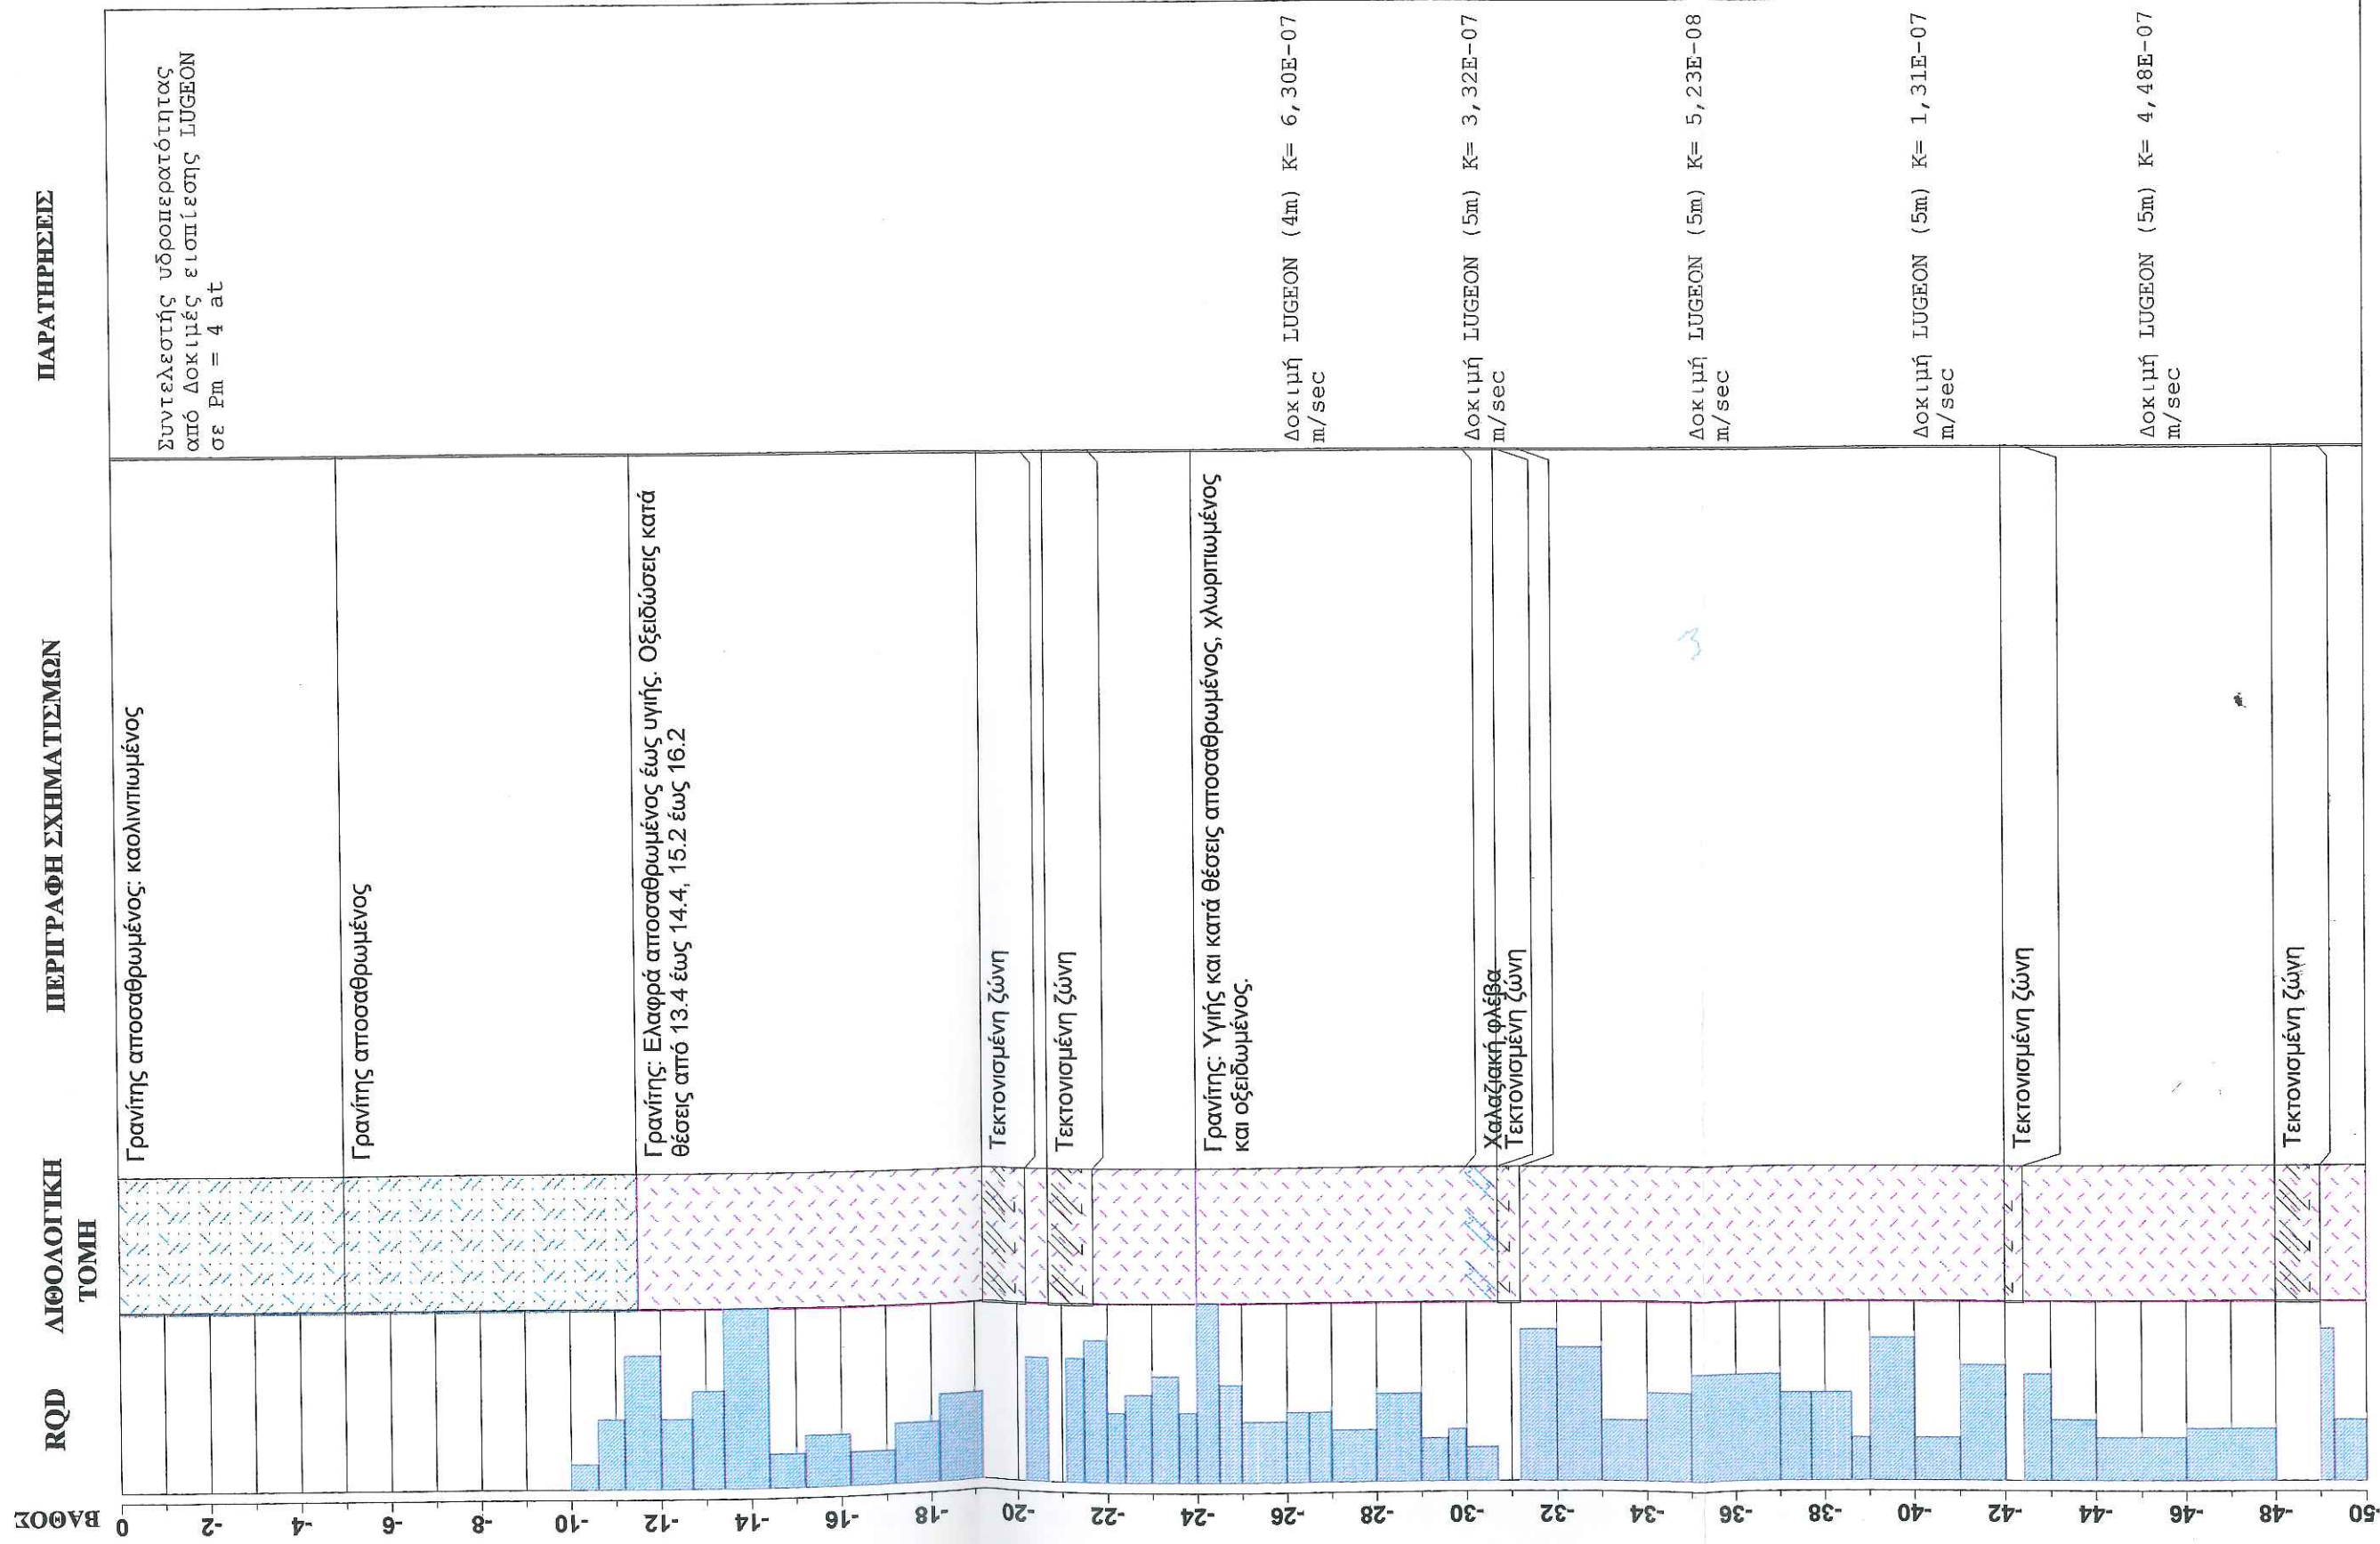 ΒΑΘΟΣ
RQD
ΛΙΘΟΛΟΓΙΚΗ
ΤΟΜΗ
ΠΕΡΙΓΡΑΦΗ ΣΧΗΜΑΤΙΣΜΩΝ
ΠΑΡΑΤΗΡΗΣΕΙΣ
0
-2
-4
-6
-8
-10
-12
-14
-16
-18
-20
-22
-24
-26
-28
-30
-32
-34
-36
-38
-40
-42
-44
-46
-48
-50
Γρανίτης αποσαθρωμένος: καολινιτιωμένος
Γρανίτης αποσαθρωμένος
Γρανίτης: Ελαφρά αποσαθρωμένος έως υγιής. Οξειδώσεις κατά
θέσεις από 13.4 έως 14.4, 15.2 έως 16.2
Τεκτονισμένη ζώνη
Τεκτονισμένη ζώνη
Γρανίτης: Υγιής και κατά θέσεις αποσαθρωμένος, χλωριτιωμένος
και οξειδωμένος.
Χαλαζιακή φλέβα
Τεκτονισμένη ζώνη
Τεκτονισμένη ζώνη
Τεκτονισμένη ζώνη
Συντελεστής υδροπερατότητας
από Δοκιμές εισπίεσης LUGEON
σε Pm = 4 at
Δοκιμή LUGEON (4m) K= 6,30E-07
m/sec
Δοκιμή LUGEON (5m) K= 3,32E-07
m/sec
Δοκιμή LUGEON (5m) K= 5,23E-08
m/sec
Δοκιμή LUGEON (5m) K= 1,31E-07
m/sec
Δοκιμή LUGEON (5m) K= 4,48E-07
m/sec